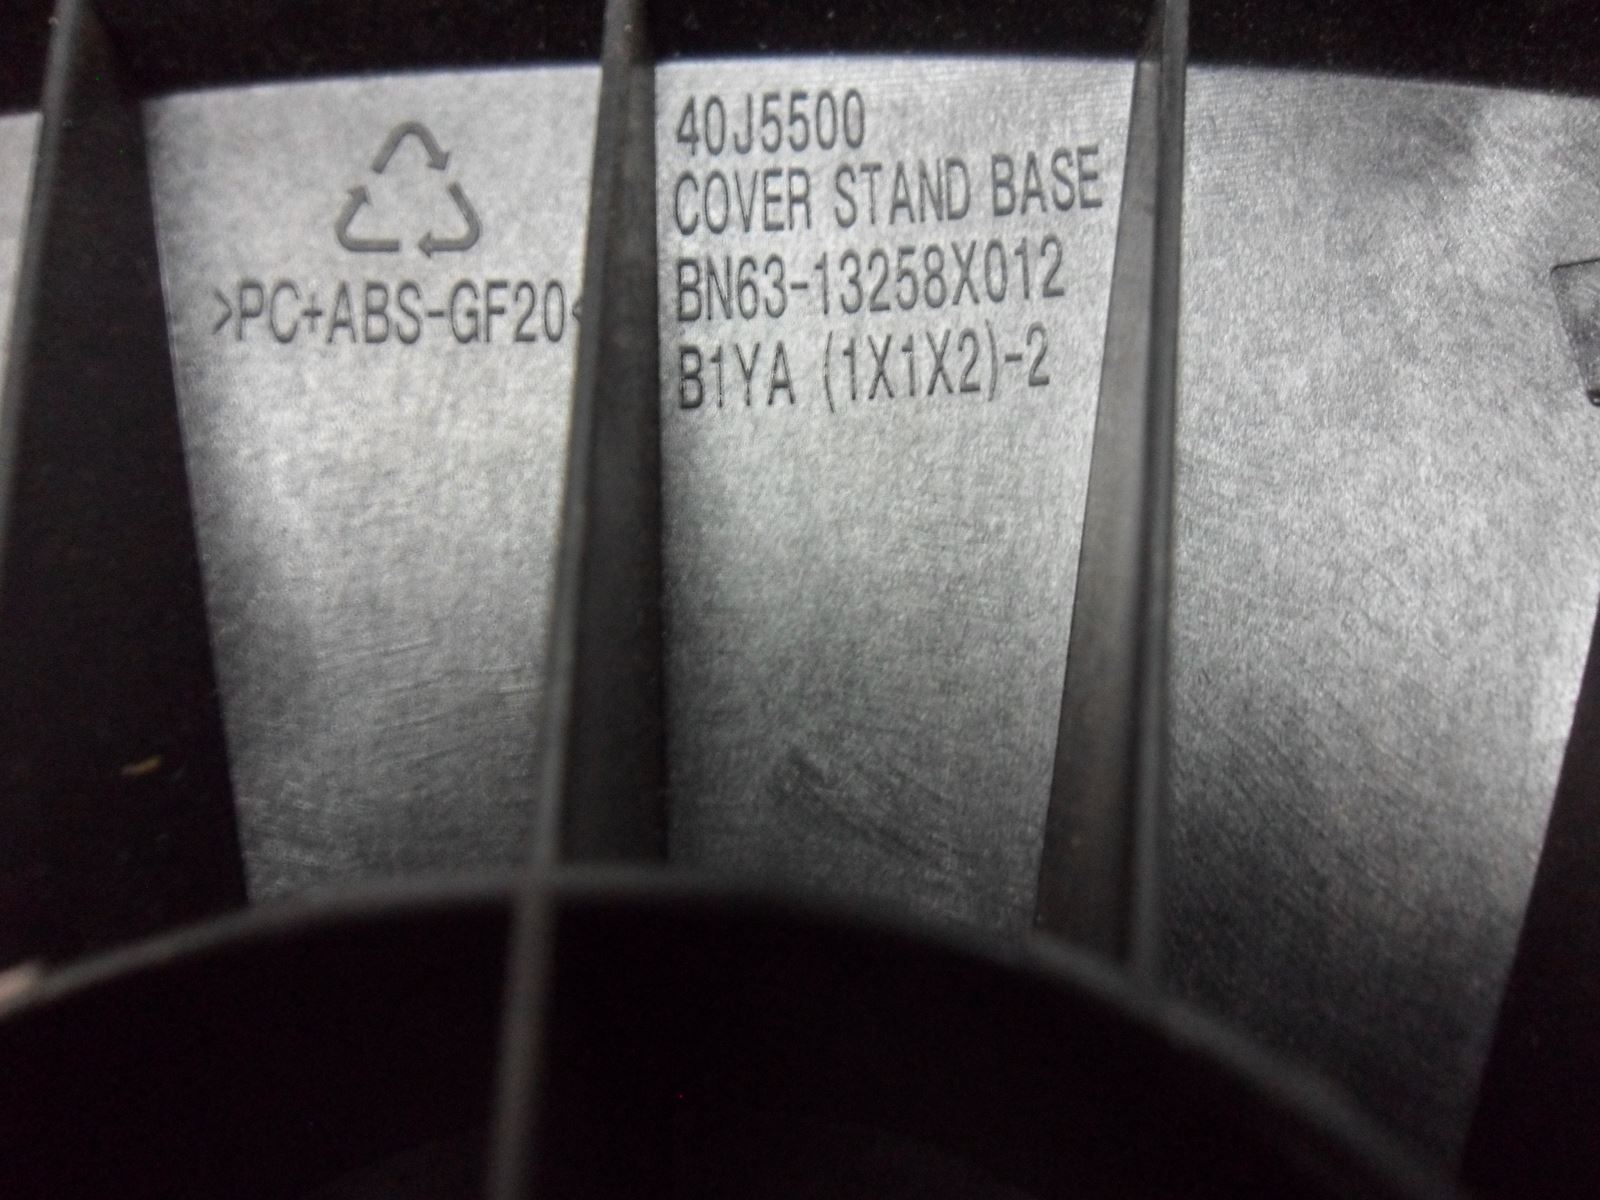 40J5500
COVER STAND BASE
BN63-13258X012
B1YA (1X1X2)-2
>PC+ABS-GF20<